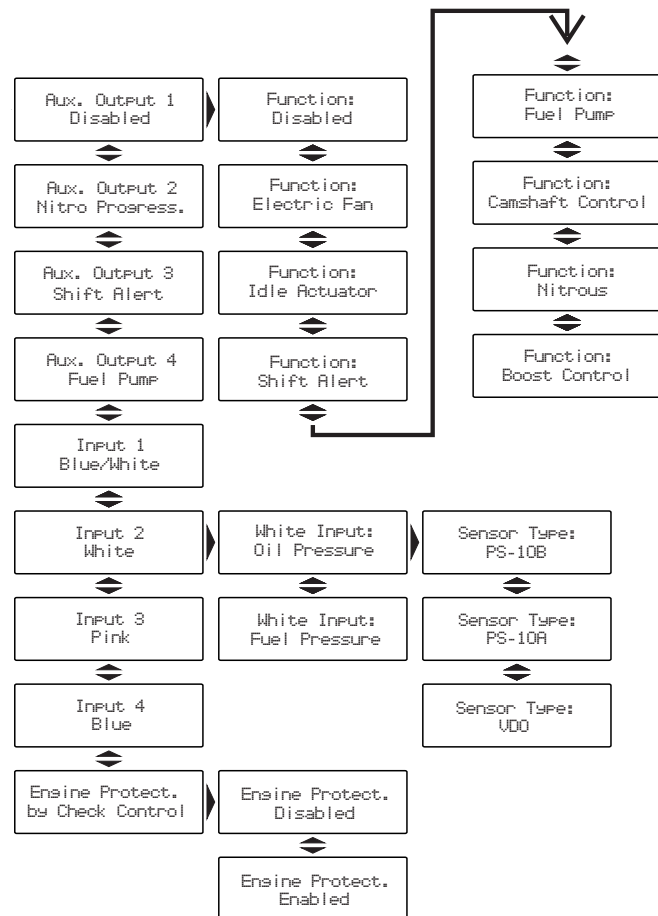 Aux. Output 1
Disabled
Function:
Disabled
Function:
Fuel Pump
Aux. Output 2
Nitro Progress.
Function:
Electric Fan
Function:
Camshaft Control
Aux. Output 3
Shift Alert
Function:
Idle Actuator
Function:
Nitrous
Aux. Output 4
Fuel Pump
Function:
Shift Alert
Function:
Boost Control
Input 1
Blue/White
Input 2
White
White Input:
Oil Pressure
Sensor Type:
PS-10B
Input 3
Pink
White Input:
Fuel Pressure
Sensor Type:
PS-10A
Input 4
Blue
Sensor Type:
VDO
Engine Protect.
by Check Control
Engine Protect.
Disabled
Engine Protect.
Enabled